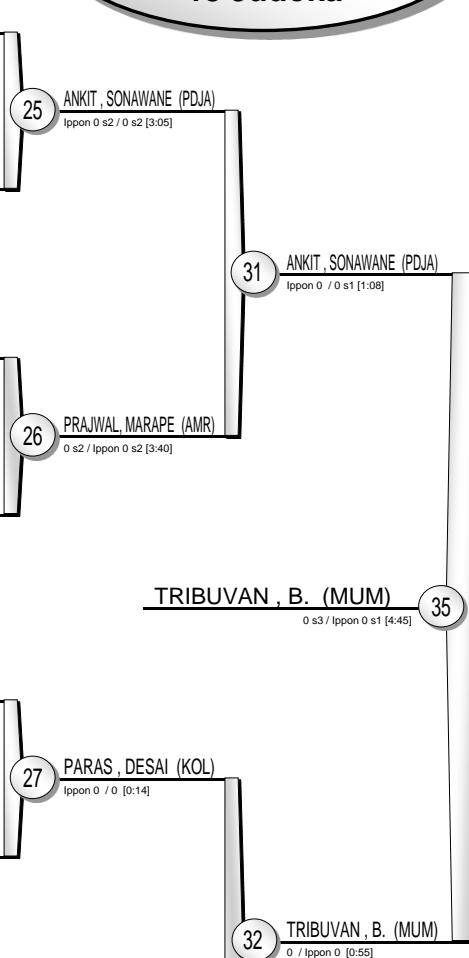 25
ANKIT , SONAWANE (PDJA)
Ippon 0 s2 / 0 s2 [3:05]
31
ANKIT , SONAWANE (PDJA)
Ippon 0 / 0 s1 [1:08]
26
PRAJWAL, MARAPE (AMR)
0 s2 / Ippon 0 s2 [3:40]
TRIBUVAN , B. (MUM)
35
0 s3 / Ippon 0 s1 [4:45]
27
PARAS , DESAI (KOL)
Ippon 0 / 0 [0:14]
32
TRIBUVAN , B. (MUM)
0 / Ippon 0 [0:55]